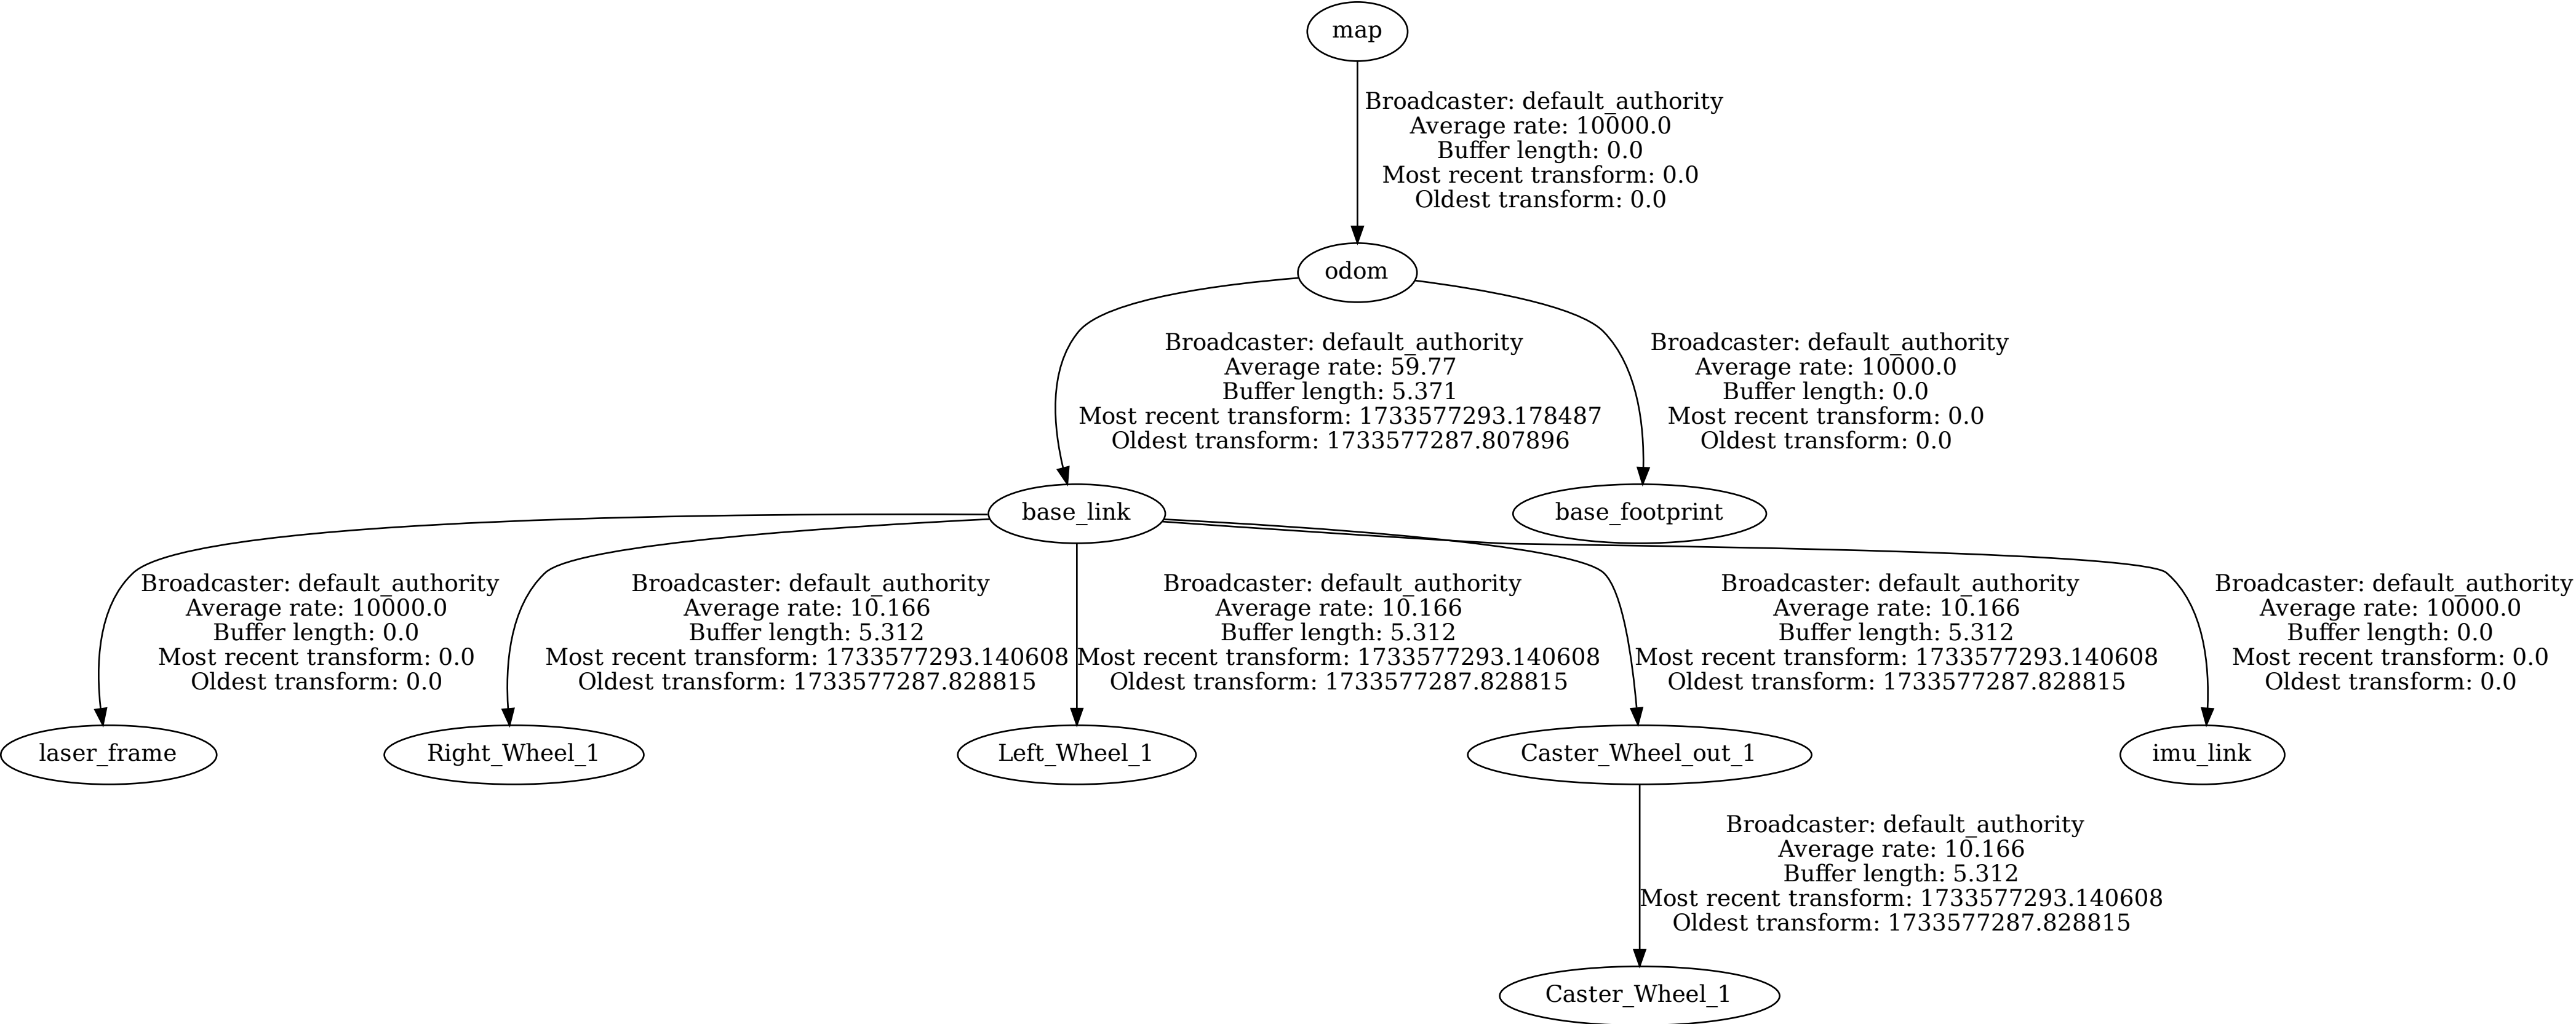 map
Broadcaster: default_authority
Average rate: 10000.0
Buffer length: 0.0
Most recent transform: 0.0
Oldest transform: 0.0
odom
Broadcaster: default_authority
Average rate: 59.77
Buffer length: 5.371
Most recent transform: 1733577293.178487
Oldest transform: 1733577287.807896
Broadcaster: default_authority
Average rate: 10000.0
Buffer length: 0.0
Most recent transform: 0.0
Oldest transform: 0.0
base_link
base_footprint
Broadcaster: default_authority
Average rate: 10000.0
Buffer length: 0.0
Most recent transform: 0.0
Oldest transform: 0.0
Broadcaster: default_authority
Average rate: 10.166
Buffer length: 5.312
Most recent transform: 1733577293.140608
Oldest transform: 1733577287.828815
Broadcaster: default_authority
Average rate: 10.166
Buffer length: 5.312
Most recent transform: 1733577293.140608
Oldest transform: 1733577287.828815
Broadcaster: default_authority
Average rate: 10.166
Buffer length: 5.312
Most recent transform: 1733577293.140608
Oldest transform: 1733577287.828815
Broadcaster: default_authority
Average rate: 10000.0
Buffer length: 0.0
Most recent transform: 0.0
Oldest transform: 0.0
laser_frame
Right_Wheel_1
Left_Wheel_1
Caster_Wheel_out_1
imu_link
Broadcaster: default_authority
Average rate: 10.166
Buffer length: 5.312
Most recent transform: 1733577293.140608
Oldest transform: 1733577287.828815
Caster_Wheel_1